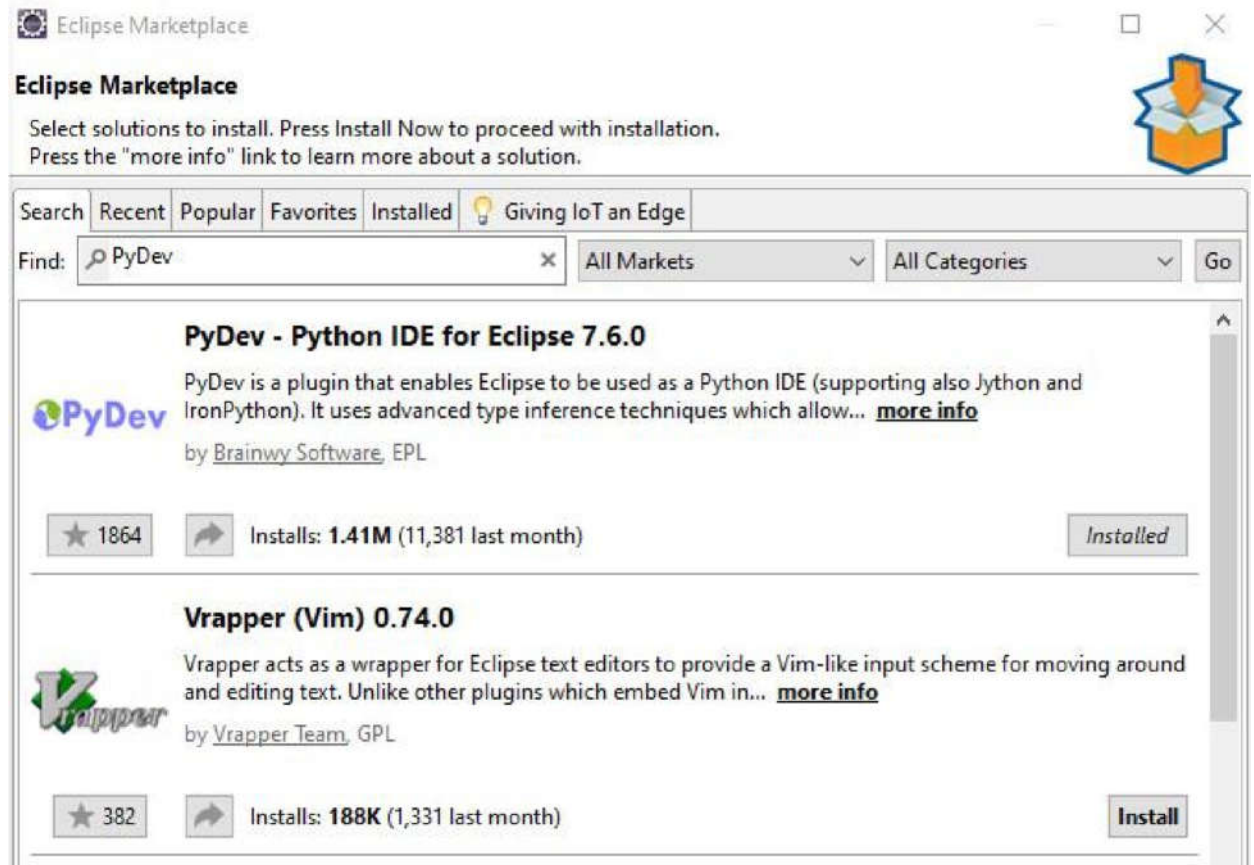 Eclipse Marketplace
Eclipse Marketplace
Select solutions to install. Press Install Now to proceed with installation.
Press the "more info" link to learn more about a solution.
Search Recent Popular Favorites Installed Giving IoT an Edge
Find: PyDev All Markets All Categories Go
PyDev - Python IDE for Eclipse 7.6.0
PyDev is a plugin that enables Eclipse to be used as a Python IDE (supporting also Jython and
PyDev IronPython). It uses advanced type inference techniques which allow... more info
by Brainwy Software, EPL
1864 Installs: 1.41M (11,381 last month) Installed
Vrapper (Vim) 0.74.0
Vrapper acts as a wrapper for Eclipse text editors to provide a Vim-like input scheme for moving around
and editing text. Unlike other plugins which embed Vim in... more info
Vrapper
by Vrapper Team, GPL
382 Installs: 188K (1,331 last month) Install